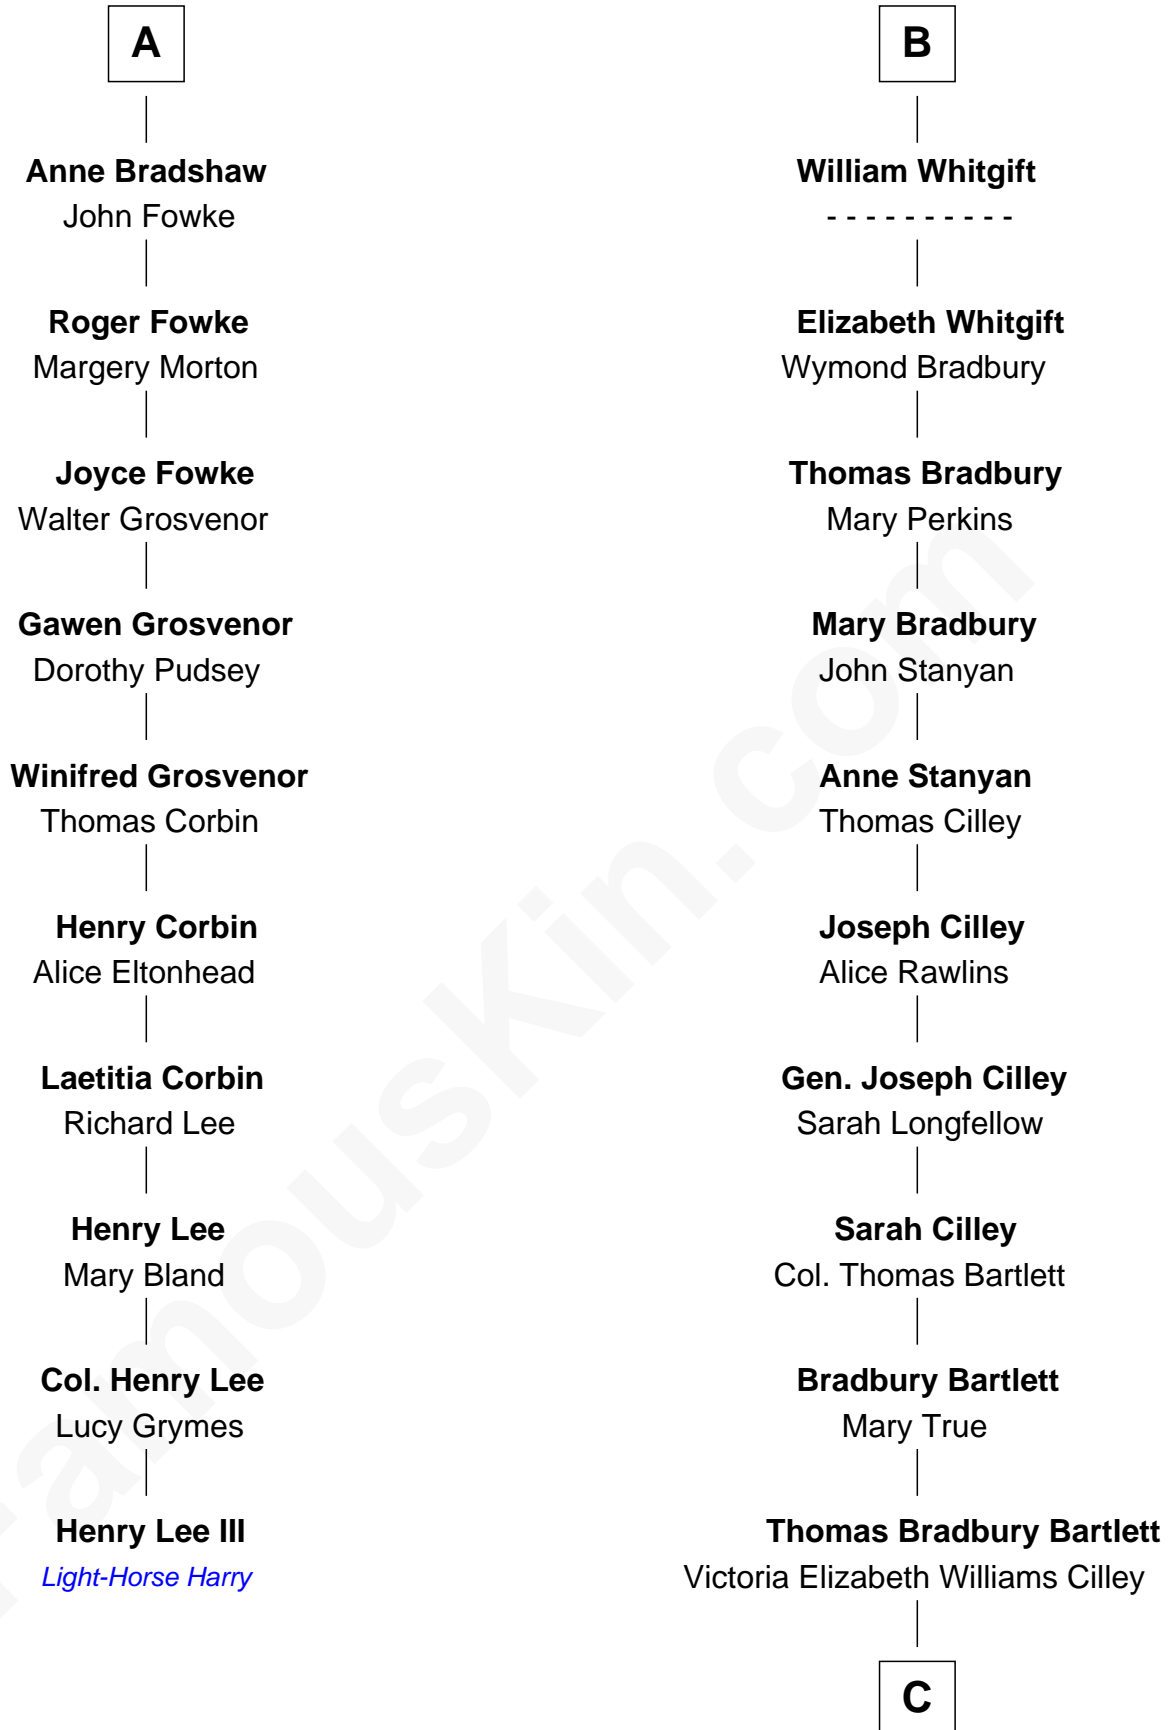 A
Anne Bradshaw
John Fowke
Roger Fowke
Margery Morton
Joyce Fowke
Walter Grosvenor
Gawen Grosvenor
Dorothy Pudsey
Winifred Grosvenor
Thomas Corbin
Henry Corbin
Alice Eltonhead
Laetitia Corbin
Richard Lee
Henry Lee
Mary Bland
Col. Henry Lee
Lucy Grymes
Henry Lee III
Light-Horse Harry
B
William Whitgift
- - - - - - - - - -
Elizabeth Whitgift
Wymond Bradbury
Thomas Bradbury
Mary Perkins
Mary Bradbury
John Stanyan
Anne Stanyan
Thomas Cilley
Joseph Cilley
Alice Rawlins
Gen. Joseph Cilley
Sarah Longfellow
Sarah Cilley
Col. Thomas Bartlett
Bradbury Bartlett
Mary True
Thomas Bradbury Bartlett
Victoria Elizabeth Williams Cilley
C
FamousKin.com